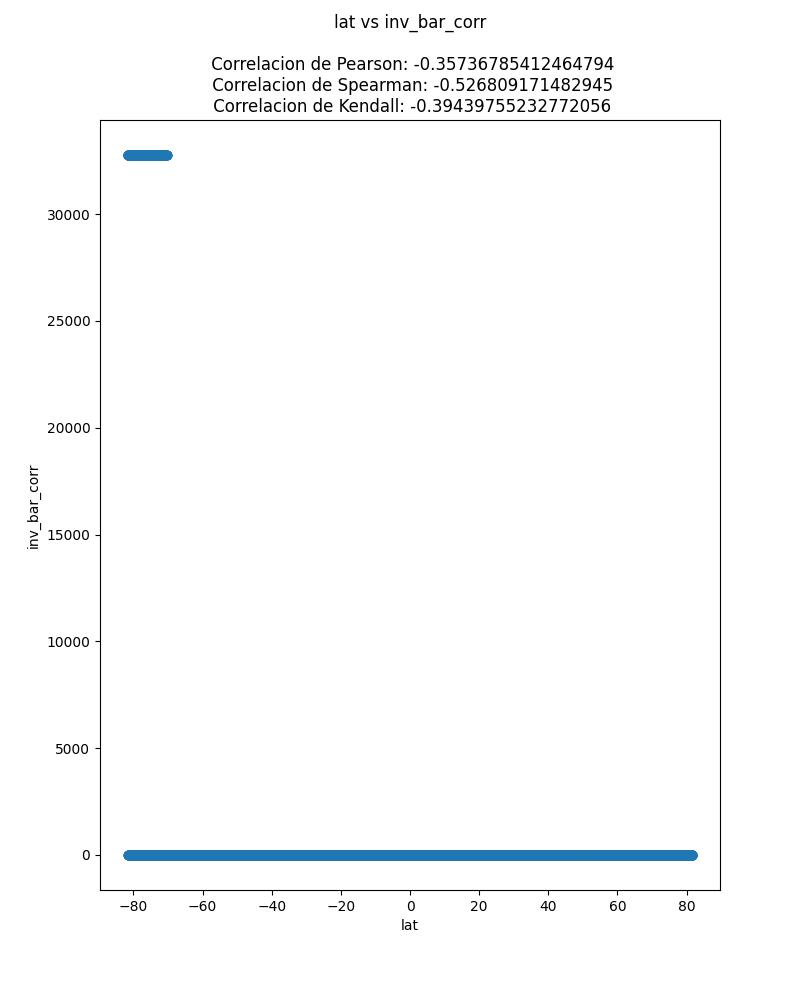 lat vs inv_bar_corr
Correlacion de Pearson: -0.35736785412464794
Correlacion de Spearman: -0.526809171482945
Correlacion de Kendall: -0.39439755232772056
30000
25000
20000
15000
10000
5000
0
inv_bar_corr
−80 −60 −40 −20 0 20 40 60 80
lat